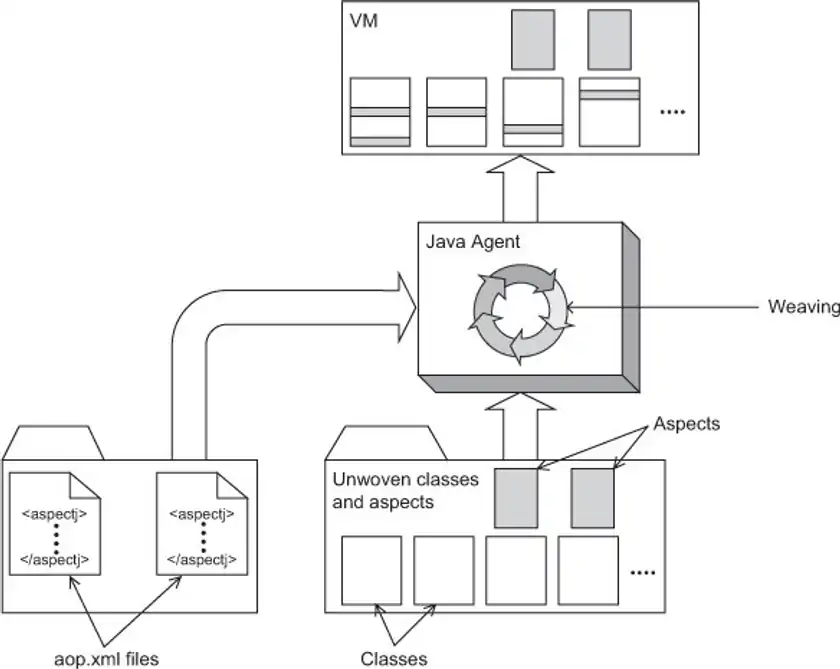 VM
....
Java Agent
Weaving
Aspects
Unwoven classes
and aspects
<aspectj>
<aspectj>
</aspectj>
</aspectj>
....
aop.xml files
Classes